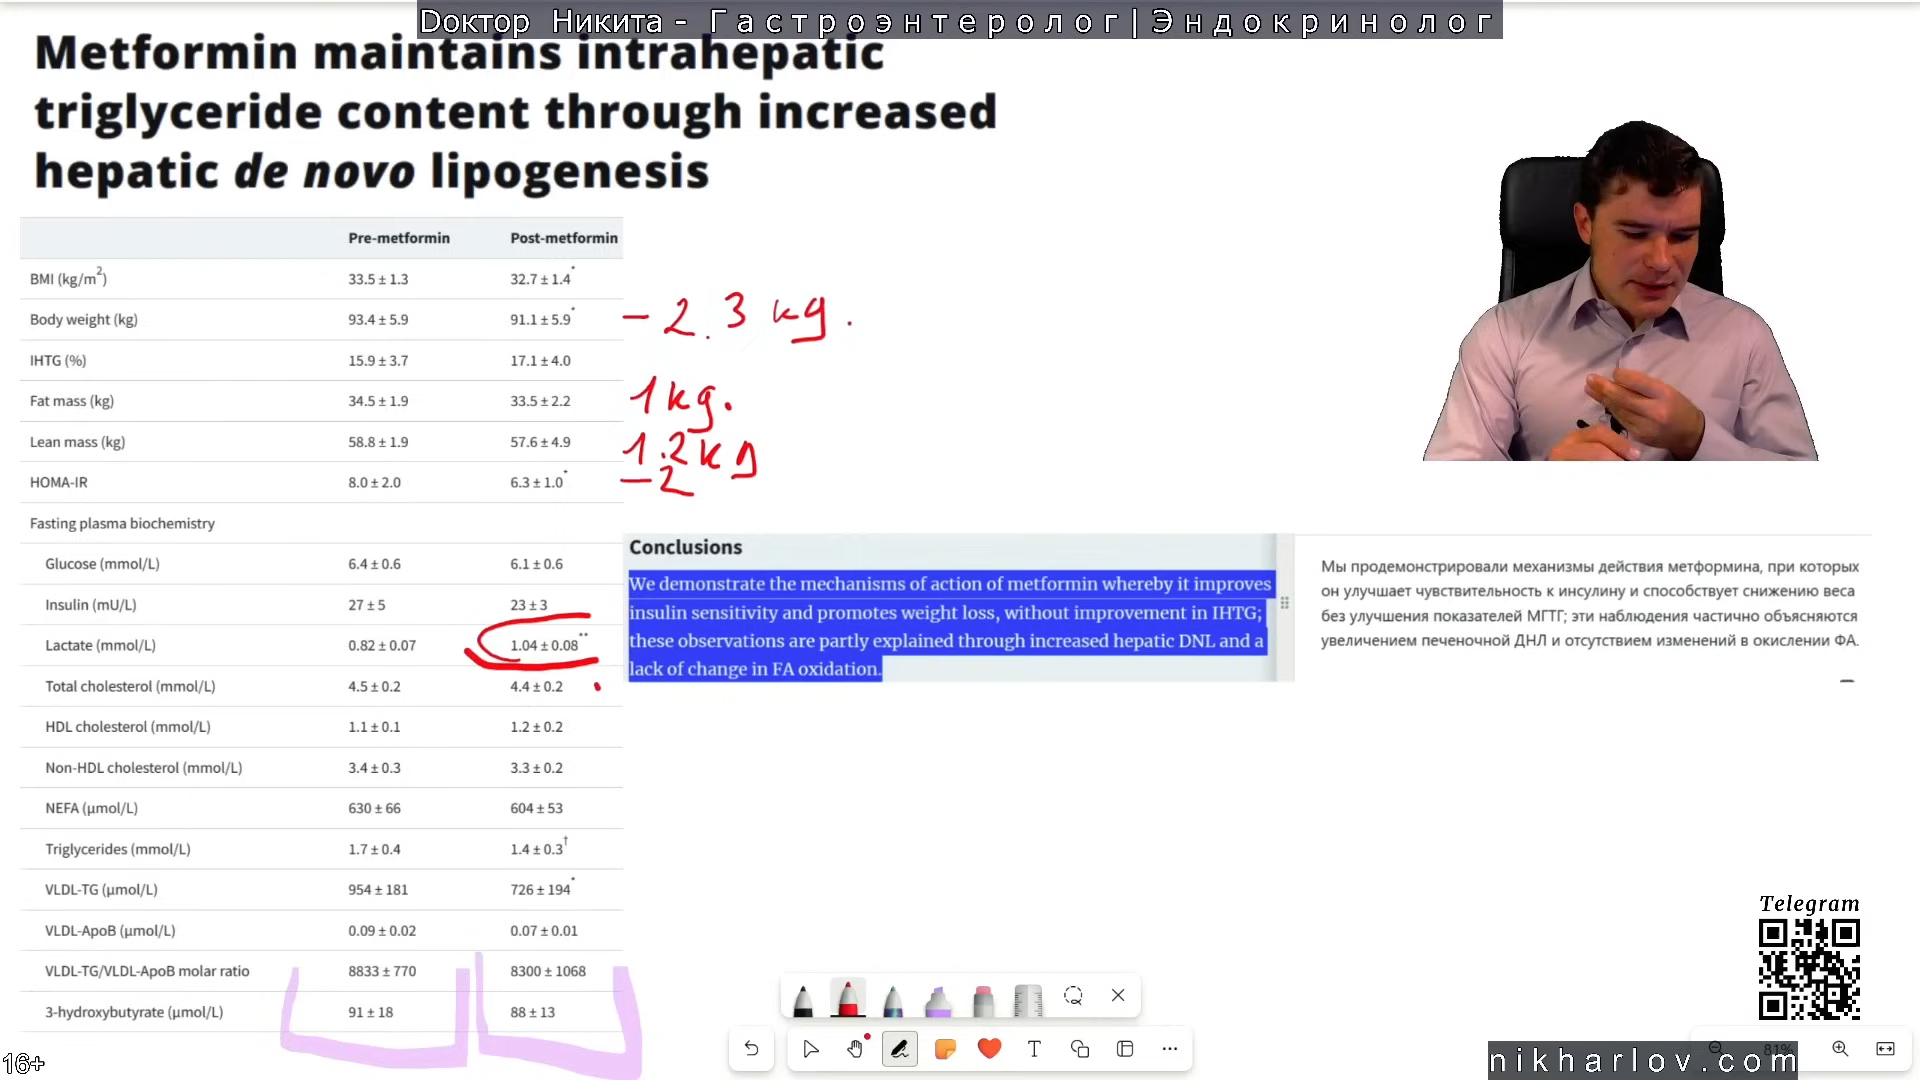 Dоктор Никита - Гастроэнтеролог|Эндокринолог
Metformin maintains intrahepatic
triglyceride content through increased
hepatic de novo lipogenesis
Pre-metformin Post-metformin
BMI (kg/m2) 33.5 ± 1.3 32.7 ± 1.4*
Body weight (kg) 93.4 ± 5.9 91.1 ± 5.9*
- 2.3 kg.
IHTG (%) 15.9 ± 3.7 17.1 ± 4.0
Fat mass (kg) 34.5 ± 1.9 33.5 ± 2.2
1kg.
Lean mass (kg) 58.8 ± 1.9 57.6 ± 4.9
1.2kg
HOMA-IR 8.0 ± 2.0 6.3 ± 1.0*
-2
Fasting plasma biochemistry
Glucose (mmol/L) 6.4 ± 0.6 6.1 ± 0.6
Insulin (mU/L) 27 ± 5 23 ± 3
Lactate (mmol/L) 0.82 ± 0.07 1.04 ± 0.08**
Total cholesterol (mmol/L) 4.5 ± 0.2 4.4 ± 0.2
HDL cholesterol (mmol/L) 1.1 ± 0.1 1.2 ± 0.2
Non-HDL cholesterol (mmol/L) 3.4 ± 0.3 3.3 ± 0.2
NEFA (μmol/L) 630 ± 66 604 ± 53
Triglycerides (mmol/L) 1.7 ± 0.4 1.4 ± 0.3†
VLDL-TG (μmol/L) 954 ± 181 726 ± 194*
VLDL-ApoB (μmol/L) 0.09 ± 0.02 0.07 ± 0.01
VLDL-TG/VLDL-ApoB molar ratio 8833 ± 770 8300 ± 1068
3-hydroxybutyrate (μmol/L) 91 ± 18 88 ± 13
Conclusions
We demonstrate the mechanisms of action of metformin whereby it improves
insulin sensitivity and promotes weight loss, without improvement in IHTG;
these observations are partly explained through increased hepatic DNL and a
lack of change in FA oxidation.
Мы продемонстрировали механизмы действия метформина, при которых
он улучшает чувствительность к инсулину и способствует снижению веса
без улучшения показателей МГТГ; эти наблюдения частично объясняются
увеличением печеночной ДНЛ и отсутствием изменений в окислении ФА.
Telegram
T
81%
nikharlov.com
16+